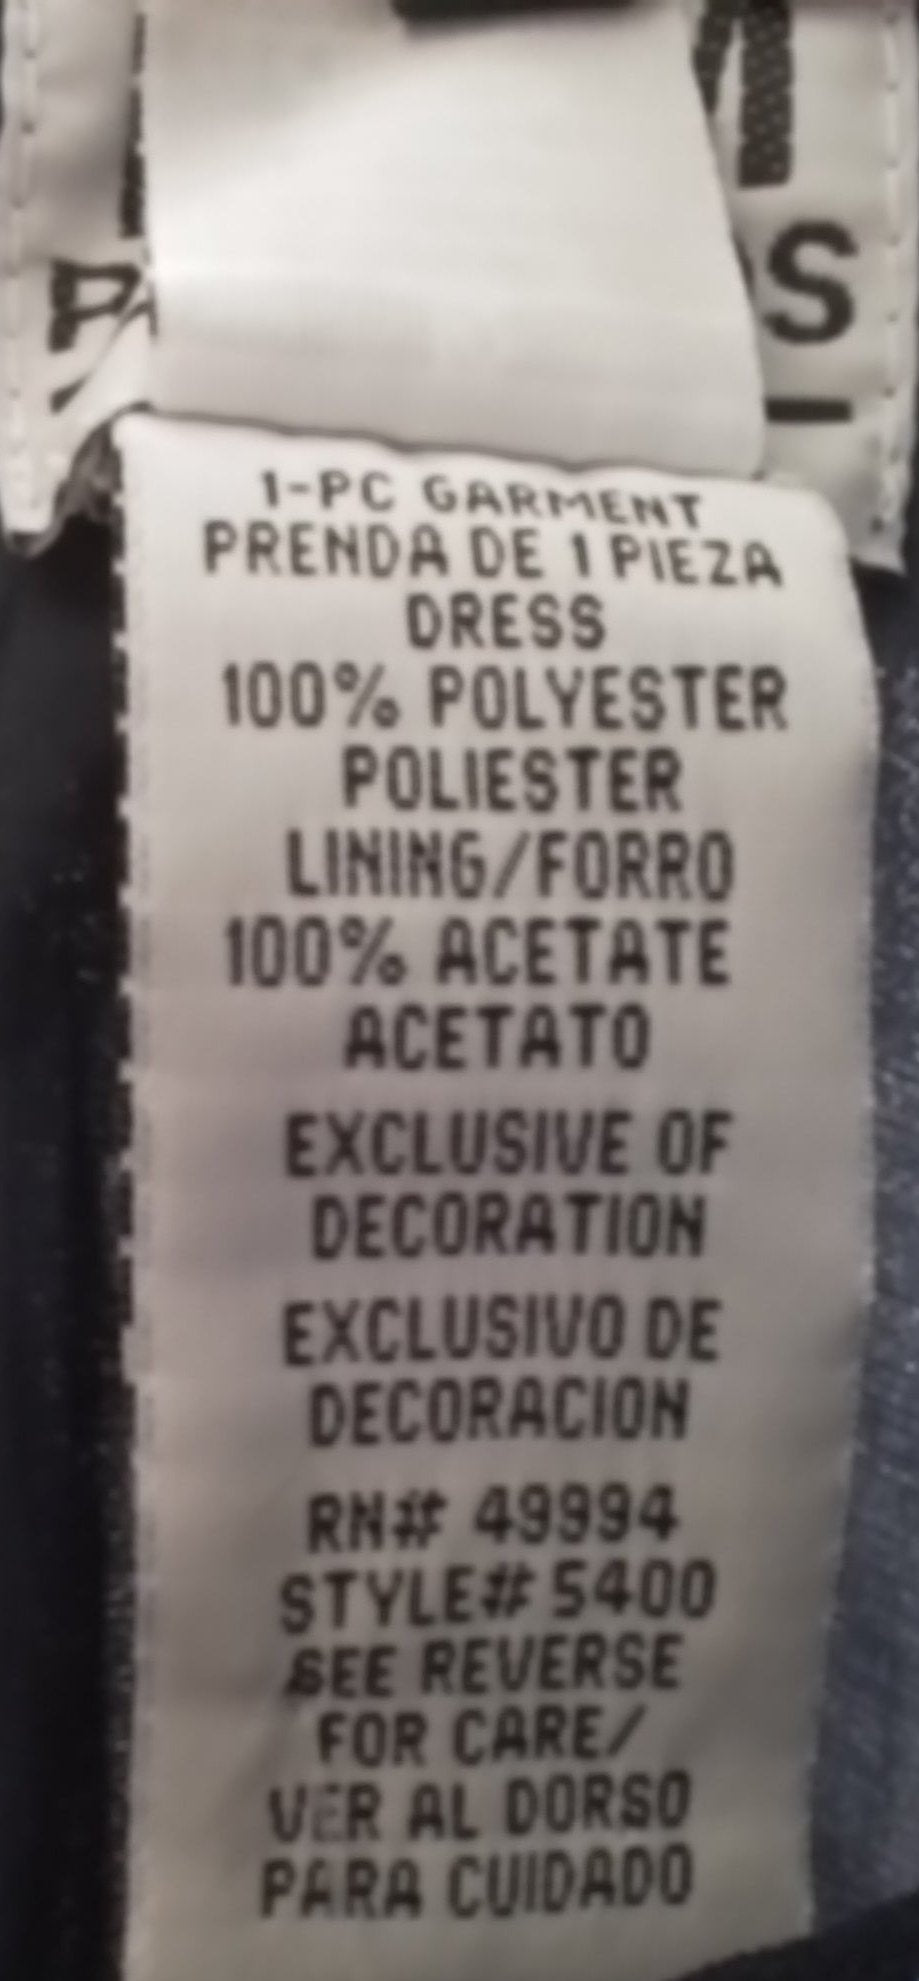 1-PC GARMENT
PRENDA DE 1 PIEZA
DRESS
100% POLYESTER
POLIESTER
LINING/FORRO
100% ACETATE
ACETATO
EXCLUSIVE OF
DECORATION
EXCLUSIVO DE
DECORACION
RN# 49994
STYLE# 5400
SEE REVERSE
FOR CARE/
VER AL DORSO
PARA CUIDADO